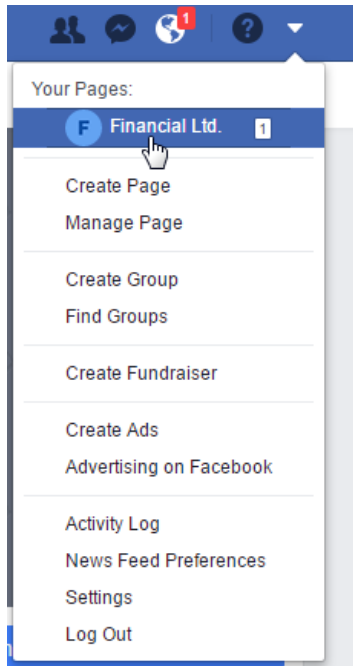 1
Your Pages:
F Financial Ltd. 1
Create Page
Manage Page
Create Group
Find Groups
Create Fundraiser
Create Ads
Advertising on Facebook
Activity Log
News Feed Preferences
Settings
Log Out